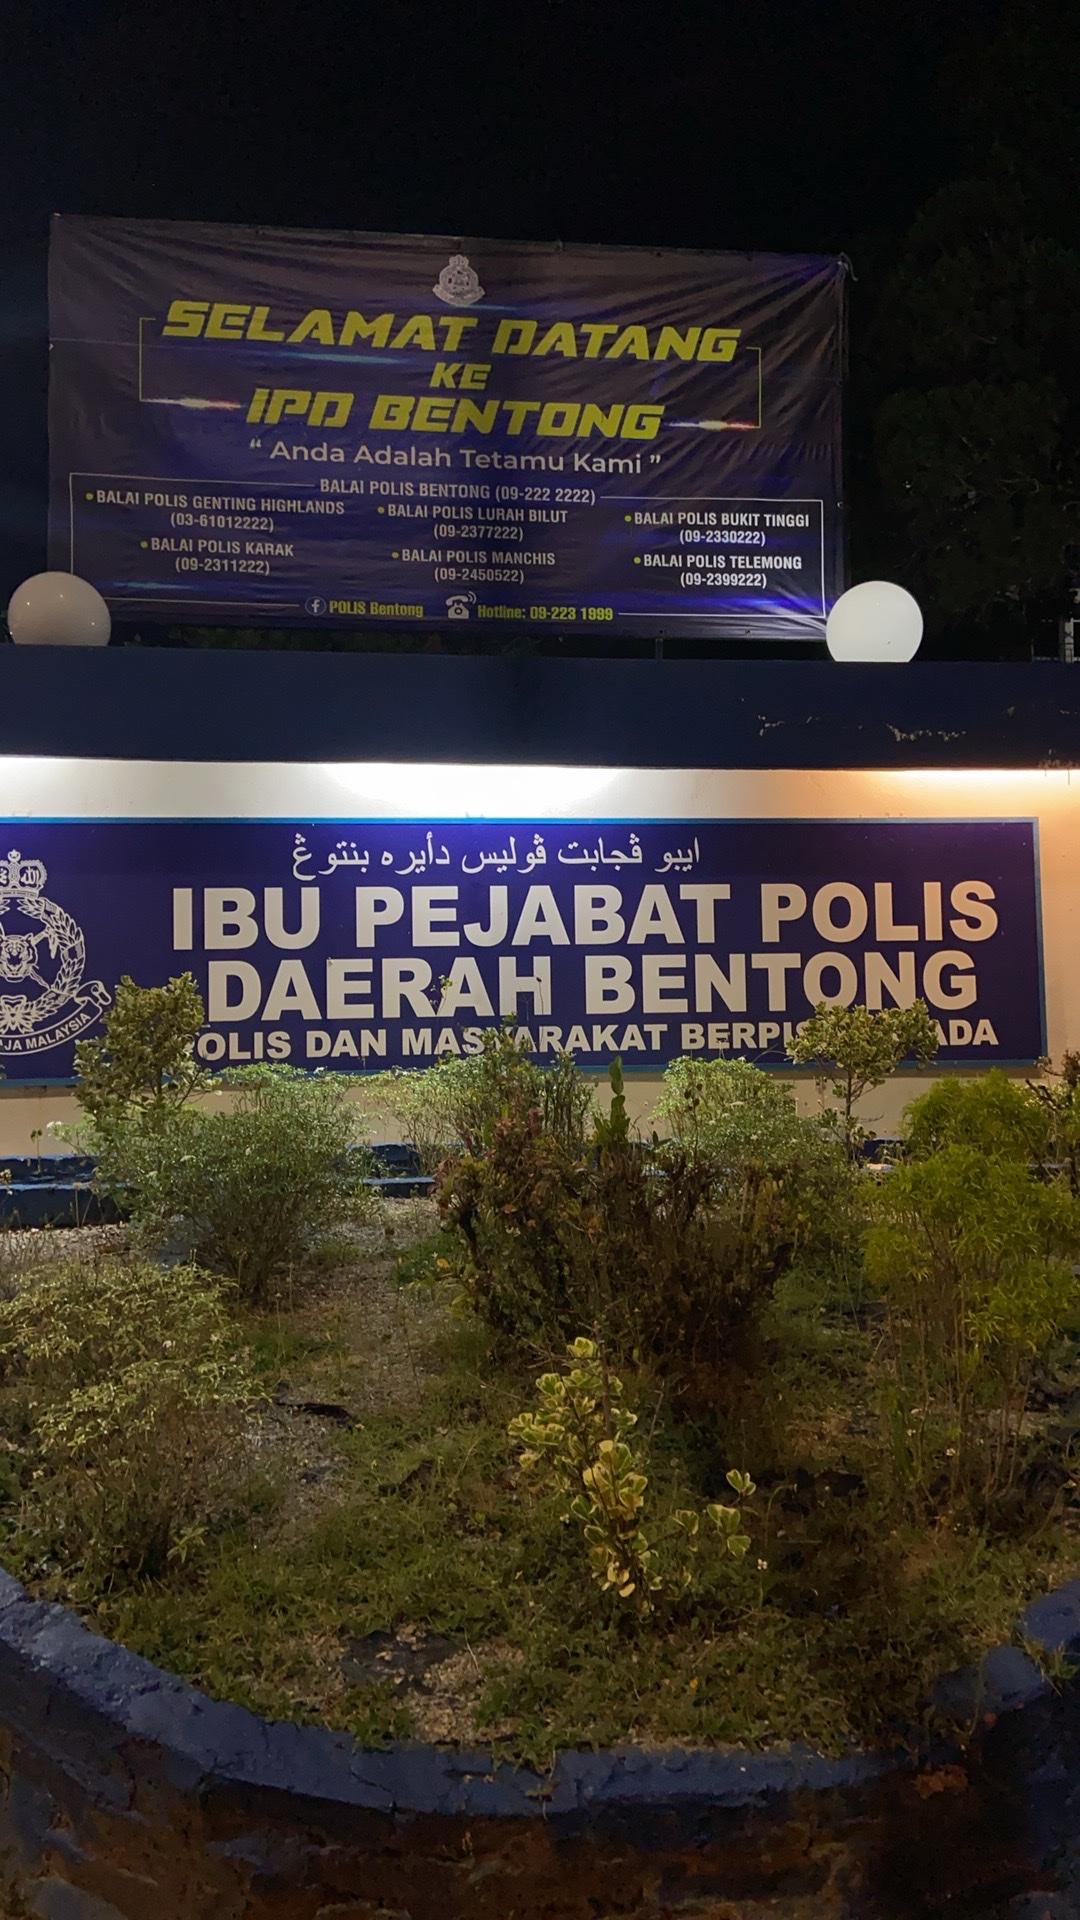 SELAMAT DATANG
KE
IPD BENTONG
“ Anda Adalah Tetamu Kami ”
BALAI POLIS BENTONG (09-222 2222)
• BALAI POLIS GENTING HIGHLANDS
(03-61012222)
• BALAI POLIS KARAK
(09-2311222)
• BALAI POLIS LURAH BILUT
(09-2377222)
• BALAI POLIS MANCHIS
(09-2450522)
• BALAI POLIS BUKIT TINGGI
(09-2330222)
• BALAI POLIS TELEMONG
(09-2399222)
POLIS Bentong
Hotline: 09-223 1999
ايبو ڤجابت ڤوليس دأيره بنتوڠ
IBU PEJABAT POLIS
DAERAH BENTONG
POLIS DAN MASYARAKAT
MALAYSIA